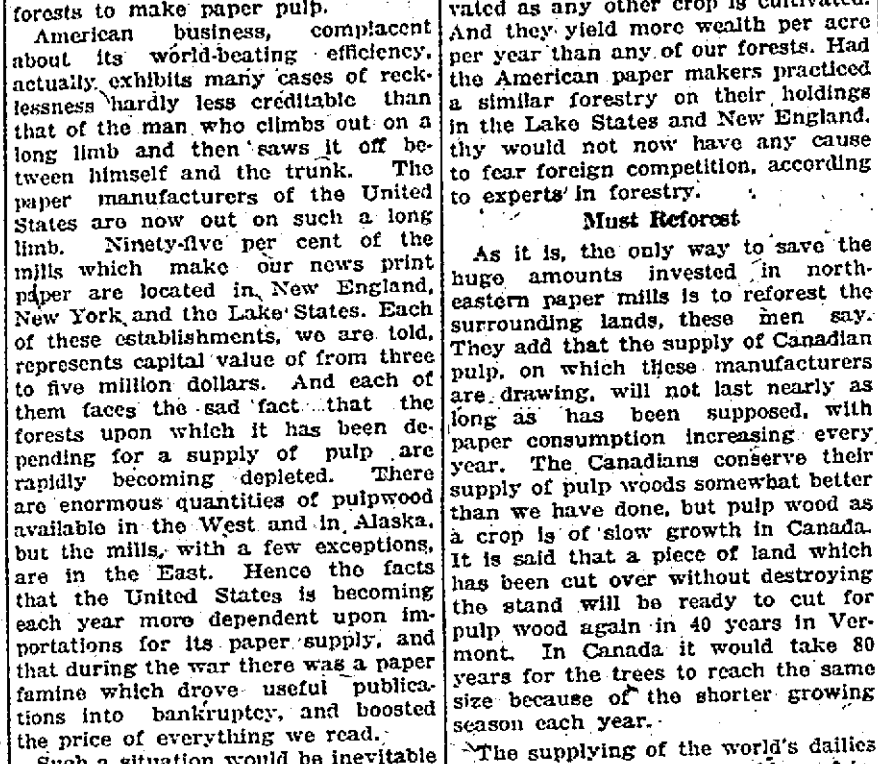 forests to make paper pulp.
American business, complacent
about its world-beating efficiency,
actually exhibits many cases of reck-
lessness hardly less creditable than
that of the man who climbs out on a
long limb and then saws it off be-
tween himself and the trunk. The
paper manufacturers of the United
States are now out on such a long
limb. Ninety-five per cent of the
mills which make our news print
paper are located in New England,
New York and the Lake States. Each
of these establishments, we are told,
represents capital value of from three
to five million dollars. And each of
them faces the sad fact that the
forests upon which it has been de-
pending for a supply of pulp are
rapidly becoming depleted. There
are enormous quantities of pulpwood
available in the West and in Alaska,
but the mills, with a few exceptions,
are in the East. Hence the facts
that the United States is becoming
each year more dependent upon im-
portations for its paper supply, and
that during the war there was a paper
famine which drove useful publica-
tions into bankruptcy, and boosted
the price of everything we read.
Such a situation would be inevitable
vated as any other crop is cultivated.
And they yield more wealth per acre
per year than any of our forests. Had
the American paper makers practiced
a similar forestry on their holdings
in the Lake States and New England,
thy would not now have any cause
to fear foreign competition, according
to experts in forestry.
Must Reforest
As it is, the only way to save the
huge amounts invested in north-
eastern paper mills is to reforest the
surrounding lands, these men say.
They add that the supply of Canadian
pulp, on which these manufacturers
are drawing, will not last nearly as
long as has been supposed, with
paper consumption increasing every
year. The Canadians conserve their
supply of pulp woods somewhat better
than we have done, but pulp wood as
a crop is of slow growth in Canada.
It is said that a piece of land which
has been cut over without destroying
the stand will be ready to cut for
pulp wood again in 40 years in Ver-
mont. In Canada it would take 80
years for the trees to reach the same
size because of the shorter growing
season each year.
The supplying of the world's dailies